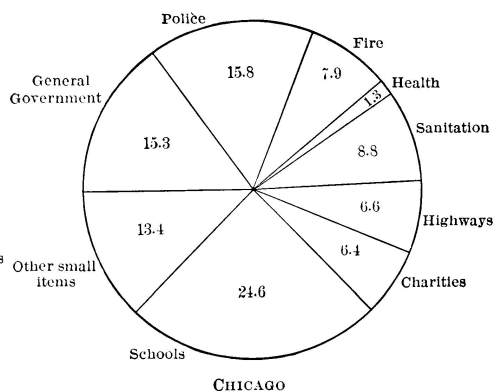 Police
Fire
15.8
7.9
Health
1.3
General
Government
Sanitation
15.3
8.8
6.6
Highways
13.4
6.4
s
Other small
items
Charities
24.6
Schools
CHICAGO